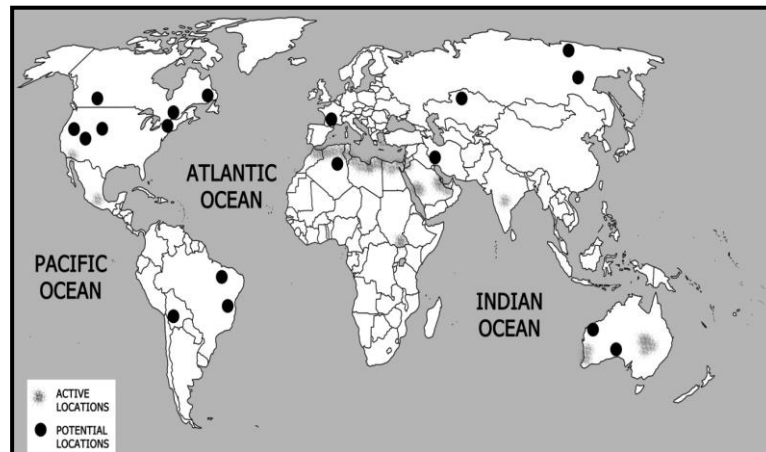 ATLANTIC
OCEAN
PACIFIC
OCEAN
INDIAN
OCEAN
ACTIVE
LOCATIONS
POTENTIAL
LOCATIONS